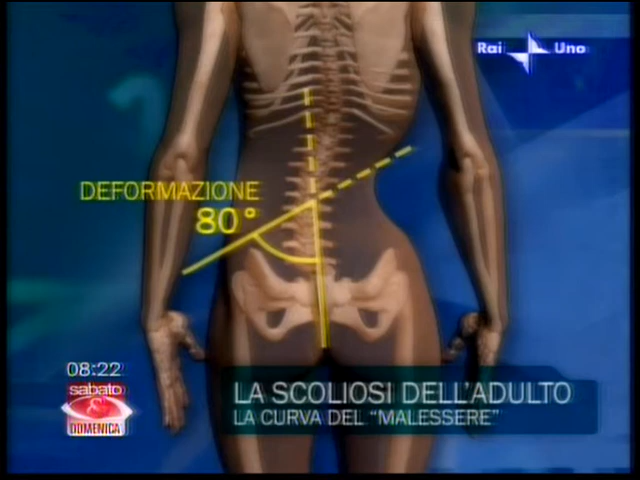 Rai Uno
DEFORMAZIONE
80°
08:22
sabato
&
DOMENICA
LA SCOLIOSI DELL'ADULTO
LA CURVA DEL "MALESSERE"